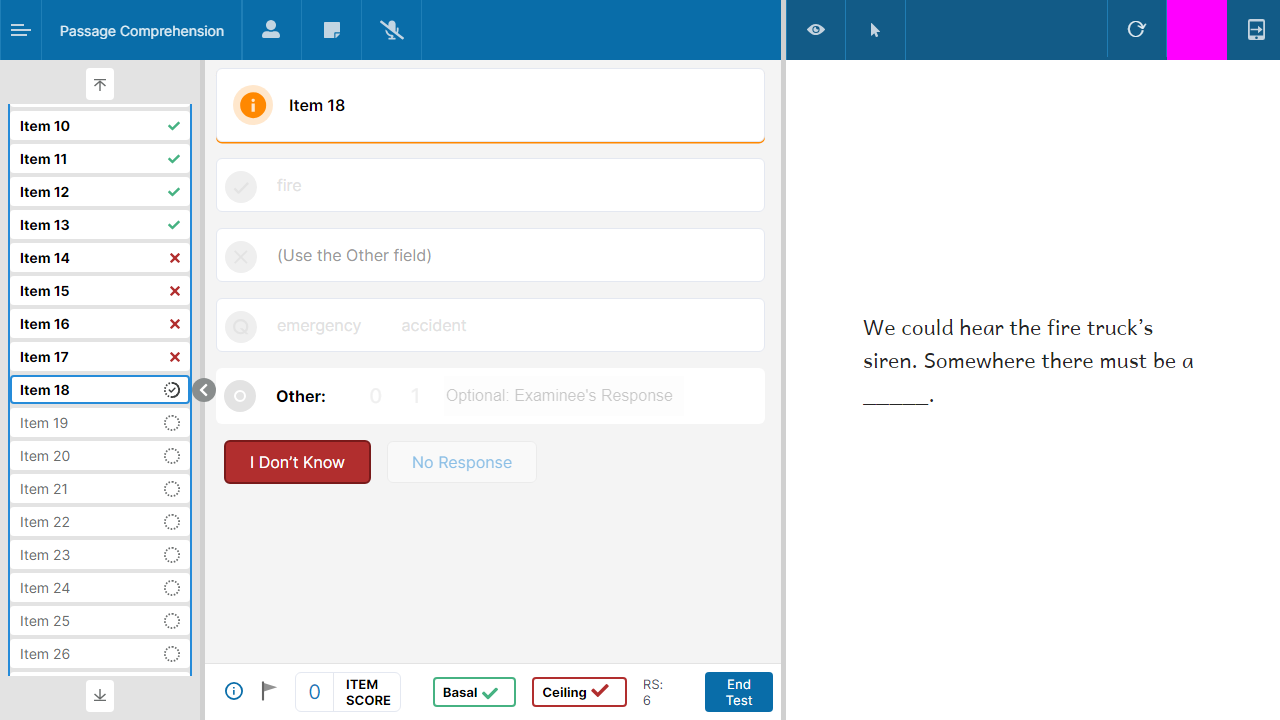 Passage Comprehension
Item 10
Item 11
Item 12
Item 13
Item 14
Item 15
Item 16
Item 17
Item 18
Item 19
Item 20
Item 21
Item 22
Item 23
Item 24
Item 25
Item 26
Item 18
fire
(Use the Other field)
emergency accident
Other: 0 1 Optional: Examinee's Response
I Don't Know No Response
0 ITEM SCORE
Basal
Ceiling
RS: 6
End Test
We could hear the fire truck's
siren. Somewhere there must be a
_____.